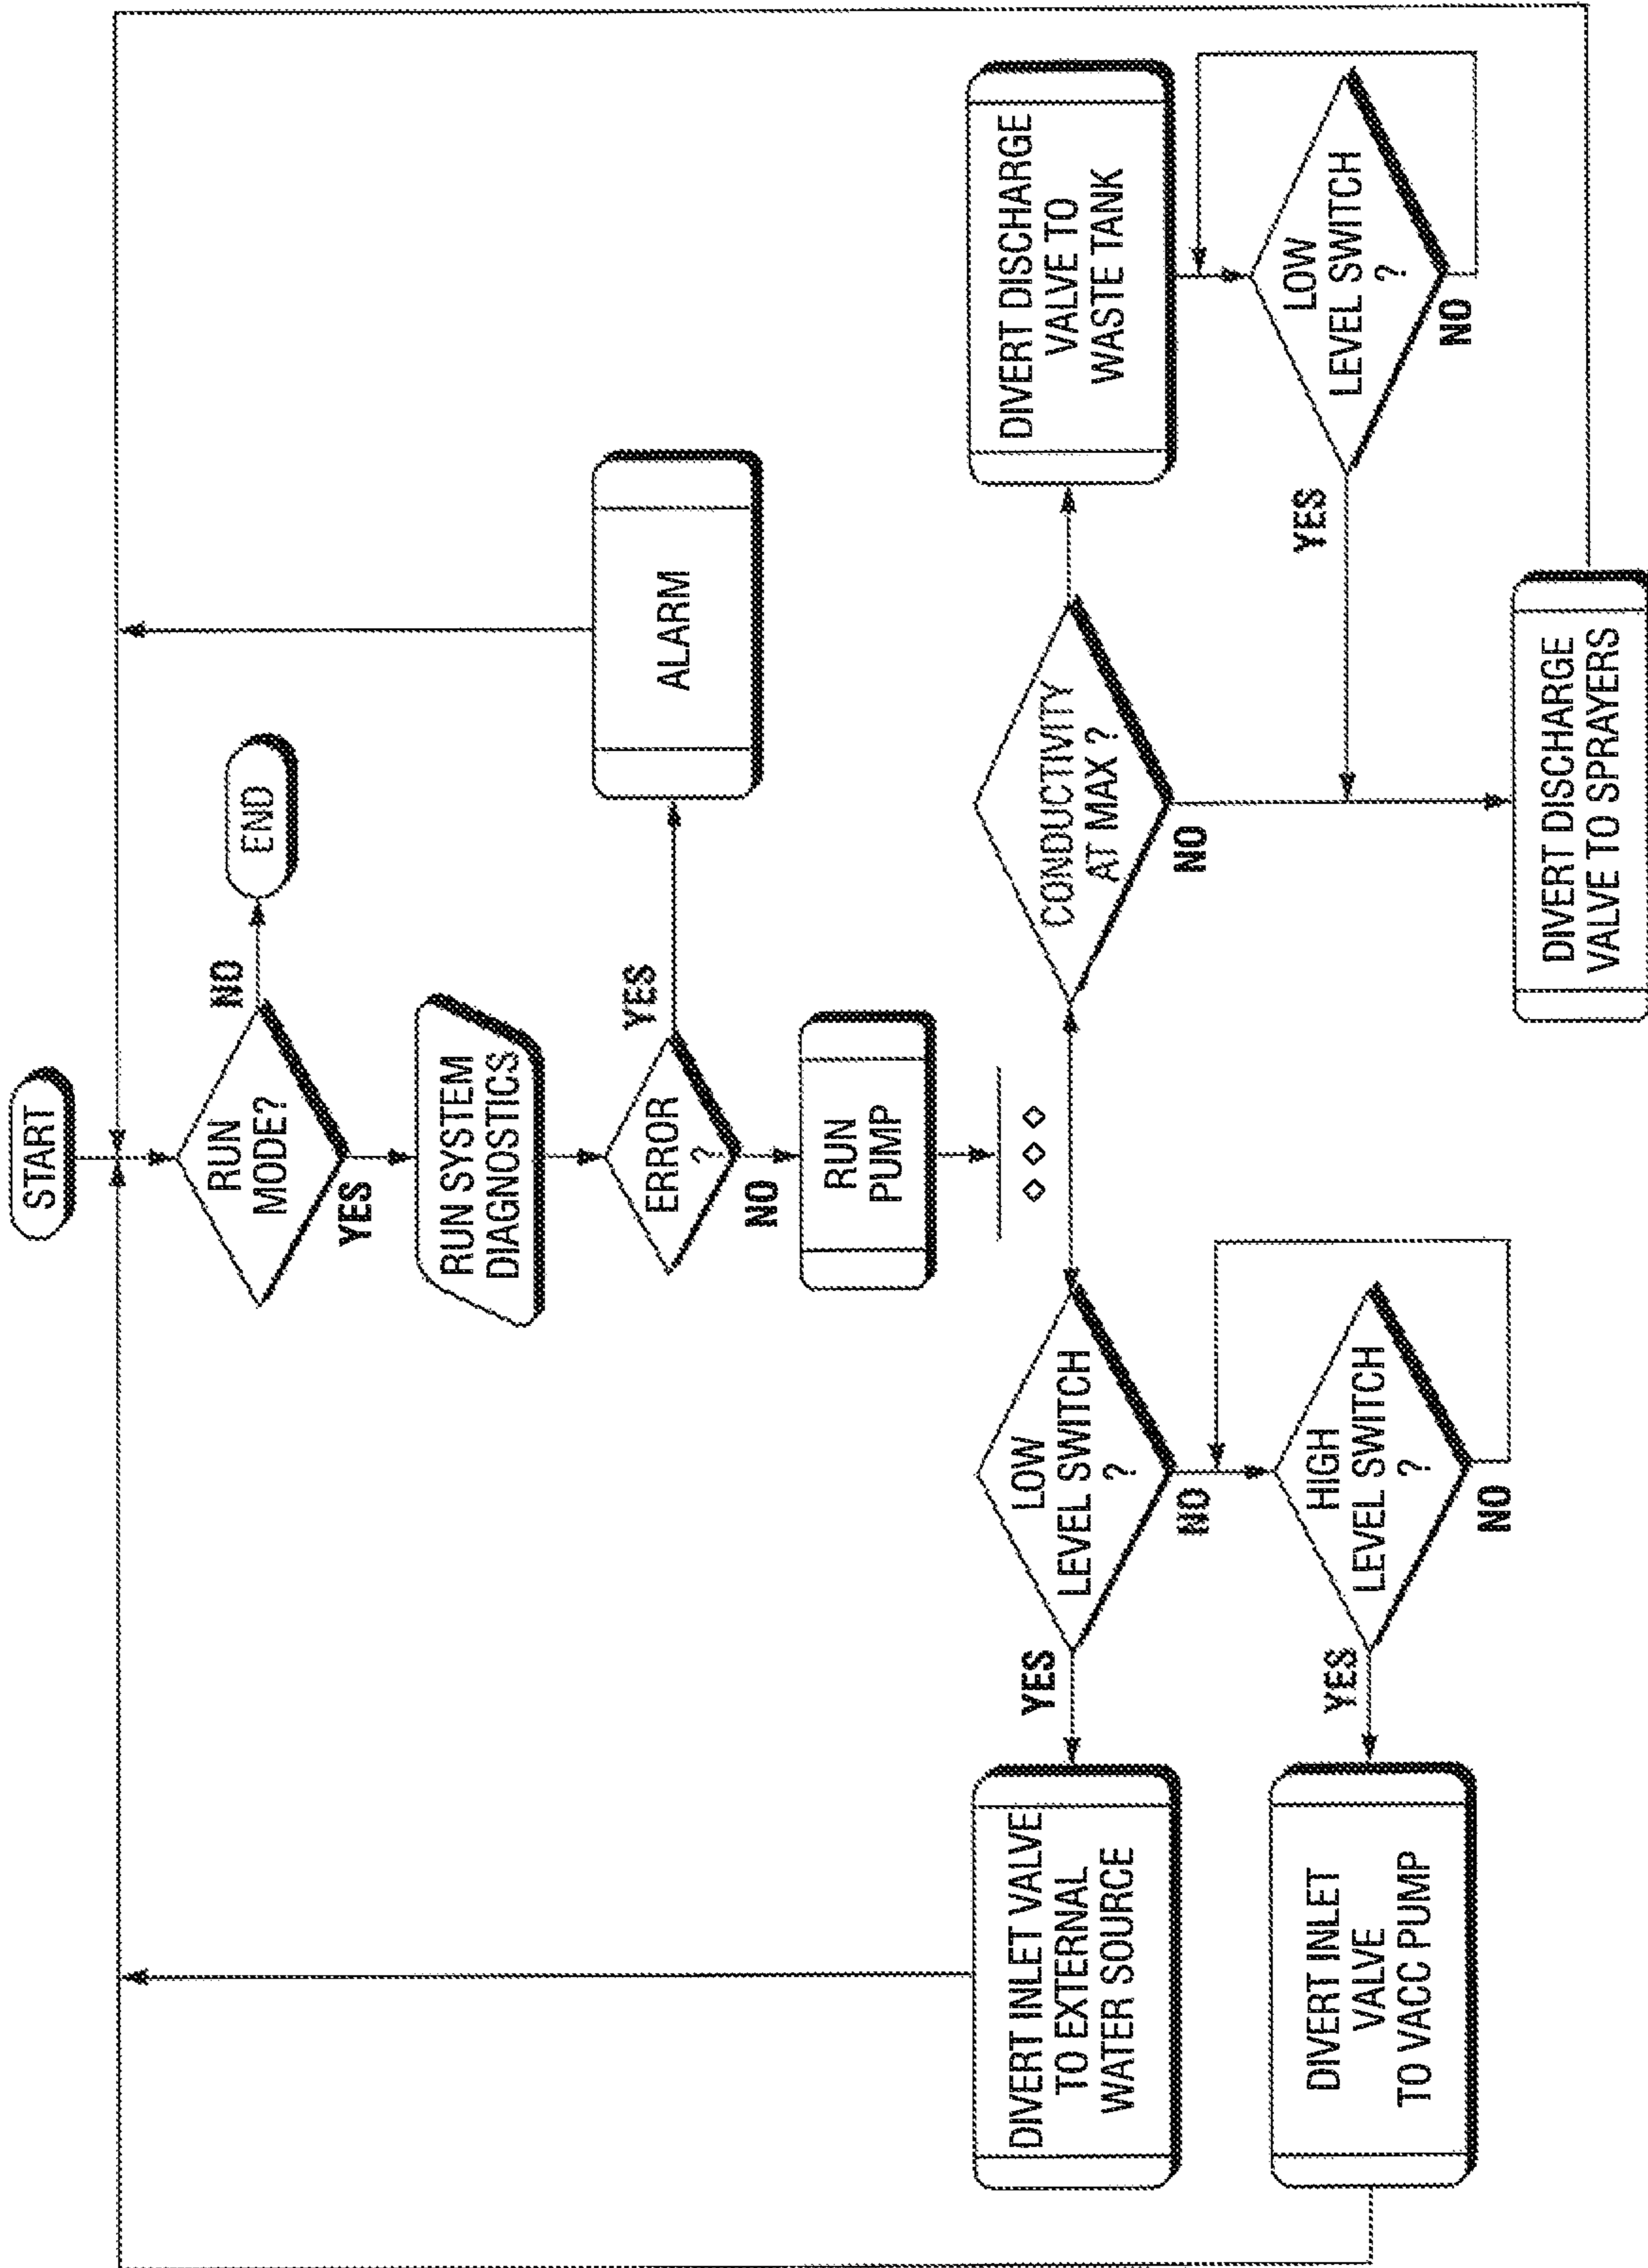 START
RUN
MODE?
NO
END
YES
RUN SYSTEM
DIAGNOSTICS
ERROR
?
YES
ALARM
NO
RUN
PUMP
LOW
LEVEL SWITCH
?
YES
NO
DIVERT INLET VALVE
TO EXTERNAL
WATER SOURCE
HIGH
LEVEL SWITCH
?
YES
NO
DIVERT INLET
VALVE
TO VACC PUMP
CONDUCTIVITY
AT MAX ?
NO
DIVERT DISCHARGE
VALVE TO
WASTE TANK
LOW
LEVEL SWITCH
?
YES
NO
DIVERT DISCHARGE
VALVE TO SPRAYERS